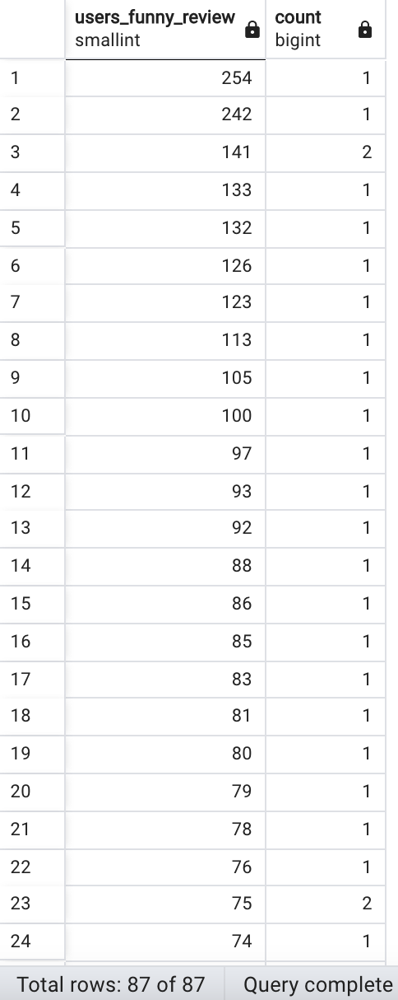 users_funny_review count
smallint bigint
1 254 1
2 242 1
3 141 2
4 133 1
5 132 1
6 126 1
7 123 1
8 113 1
9 105 1
10 100 1
11 97 1
12 93 1
13 92 1
14 88 1
15 86 1
16 85 1
17 83 1
18 81 1
19 80 1
20 79 1
21 78 1
22 76 1
23 75 2
24 74 1
Total rows: 87 of 87 Query complete